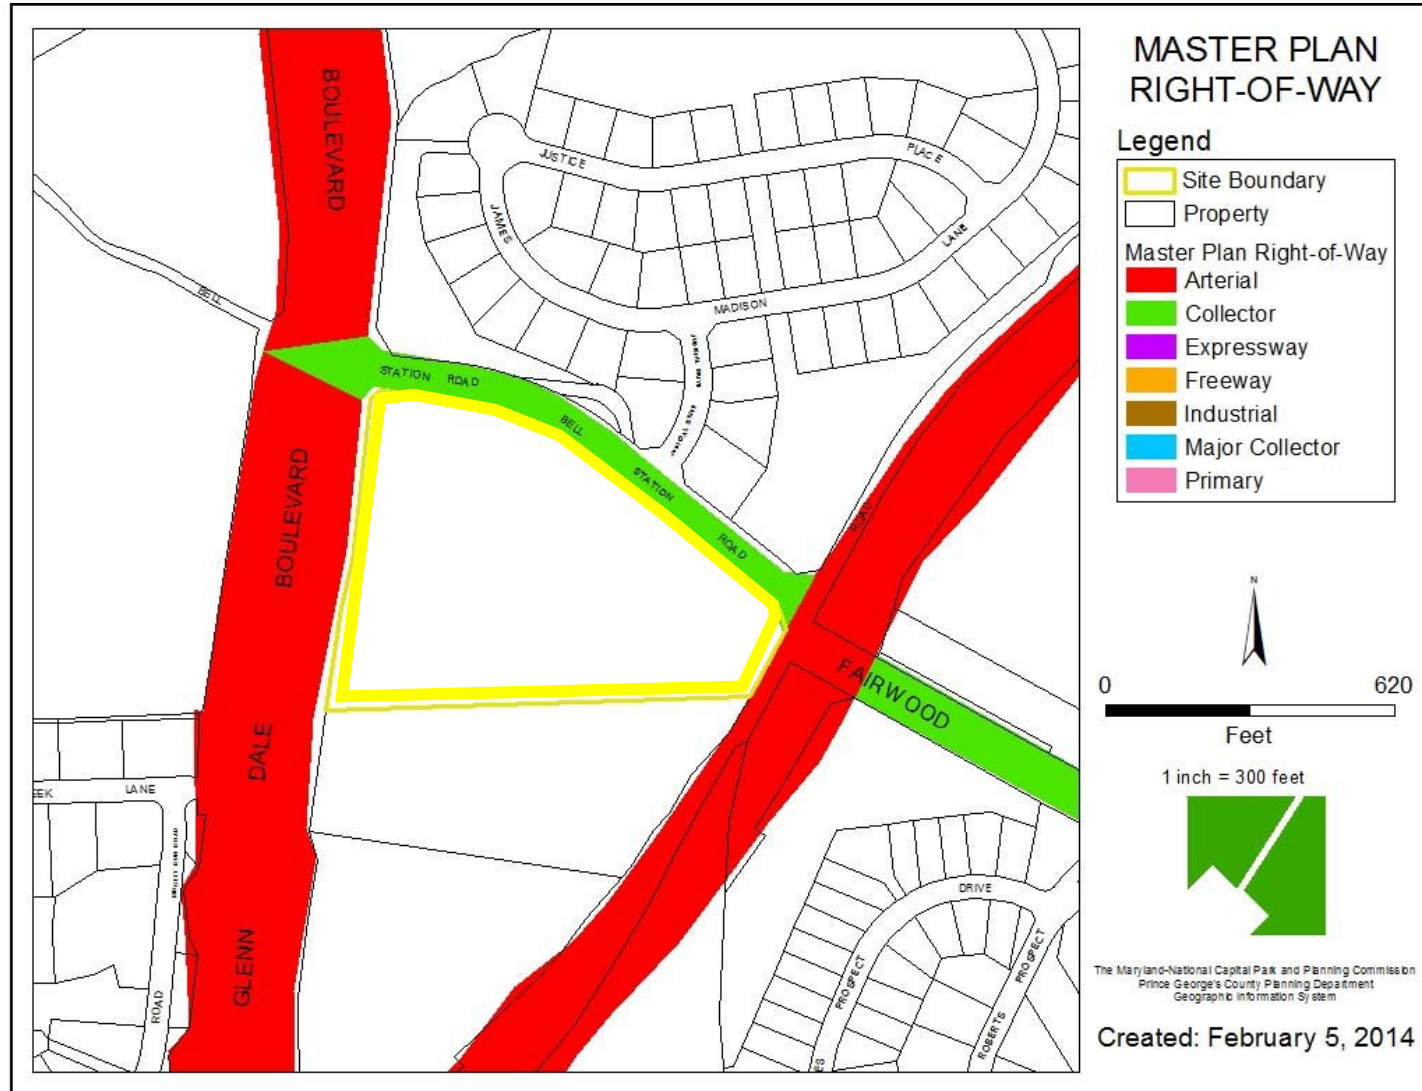 MASTER PLAN
RIGHT-OF-WAY
Legend
Site Boundary
Property
Master Plan Right-of-Way
Arterial
Collector
Expressway
Freeway
Industrial
Major Collector
Primary
N
0 620
Feet
1 inch = 300 feet
The Maryland-National Capital Park and Planning Commission
Prince George's County Planning Department
Geographic Information System
Created: February 5, 2014
BOULEVARD
JUSTICE
PLACE
JAMES
LANE
MADISON
BELL
STATION ROAD
BELL
STATION
ROAD
ROAD
BOULEVARD
FAIRWOOD
DALE
EEK LANE
ROAD
GLENN
DRIVE
PROSPECT
PROSPECT
ROBERTS
ES